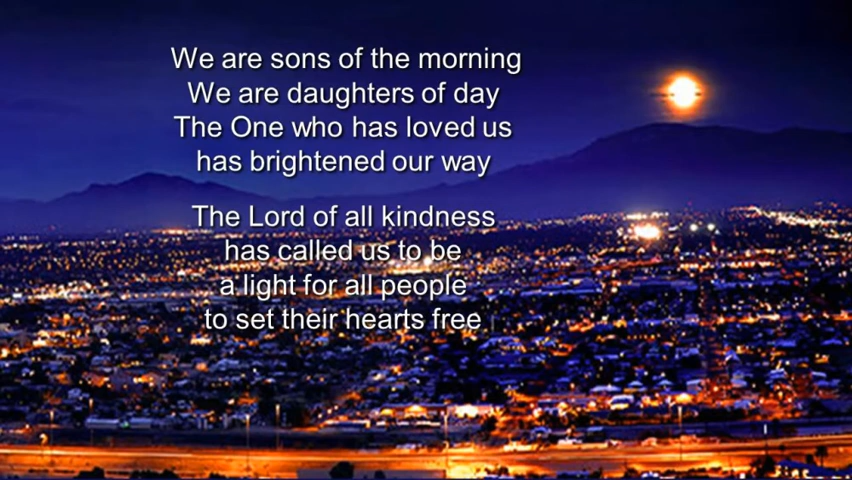 We are sons of the morning
We are daughters of day
The One who has loved us
has brightened our way
The Lord of all kindness
has called us to be
a light for all people
to set their hearts free